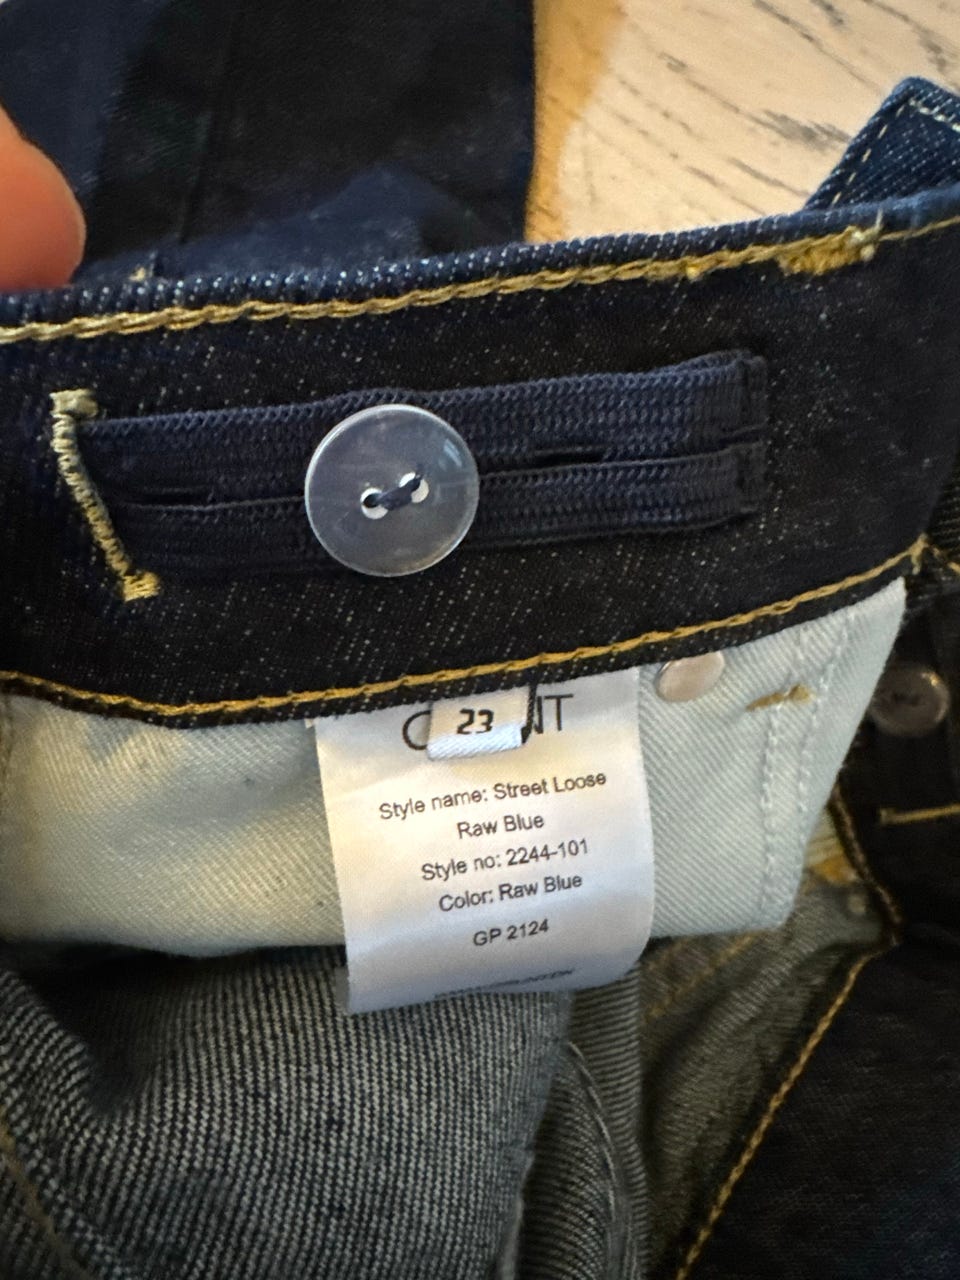 23
Style name: Street Loose
Raw Blue
Style no: 2244-101
Color: Raw Blue
GP 2124